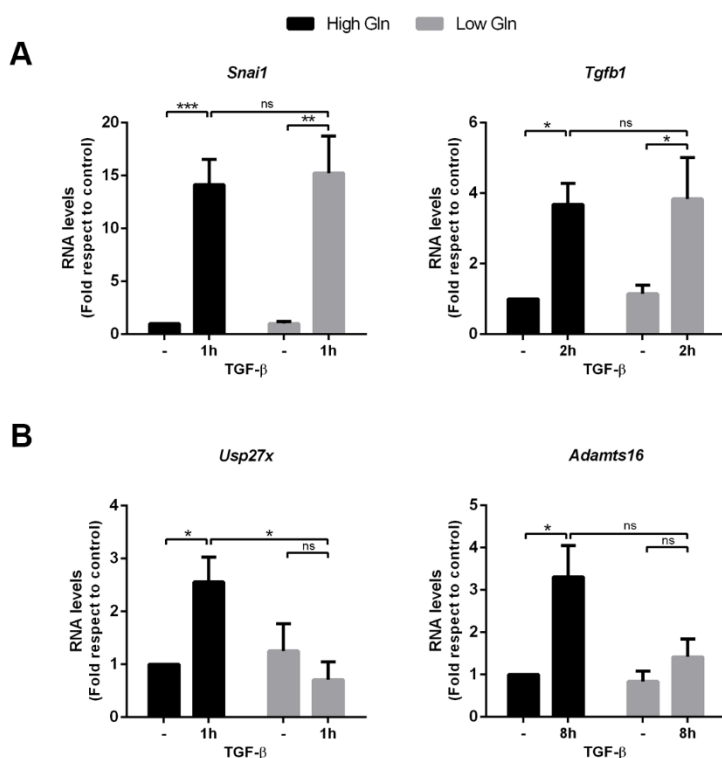 High Gln Low Gln
A
Snai1
RNA levels
(Fold respect to control)
20
15
10
5
0
***
ns
**
- 1h - 1h
TGF-β
Tgfb1
RNA levels
(Fold respect to control)
6
4
2
0
*
ns
*
- 2h - 2h
TGF-β
B
Usp27x
RNA levels
(Fold respect to control)
4
3
2
1
0
*
*
ns
- 1h - 1h
TGF-β
Adamts16
RNA levels
(Fold respect to control)
5
4
3
2
1
0
*
ns
ns
- 8h - 8h
TGF-β